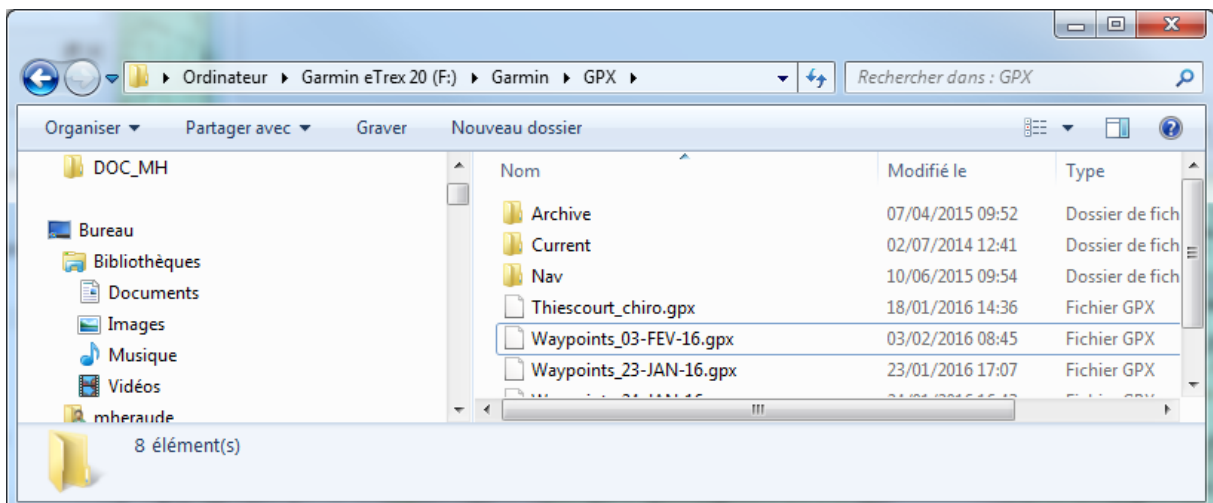 Ordinateur Garmin eTrex 20 (F:) Garmin GPX Rechercher dans : GPX
Organiser Partager avec Graver Nouveau dossier
DOC_MH
Bureau
Bibliothèques
Documents
Images
Musique
Vidéos
mheraude
Nom Modifié le Type
Archive 07/04/2015 09:52 Dossier de fich
Current 02/07/2014 12:41 Dossier de fich
Nav 10/06/2015 09:54 Dossier de fich
Thiescourt_chiro.gpx 18/01/2016 14:36 Fichier GPX
Waypoints_03-FEV-16.gpx 03/02/2016 08:45 Fichier GPX
Waypoints_23-JAN-16.gpx 23/01/2016 17:07 Fichier GPX
8 élément(s)